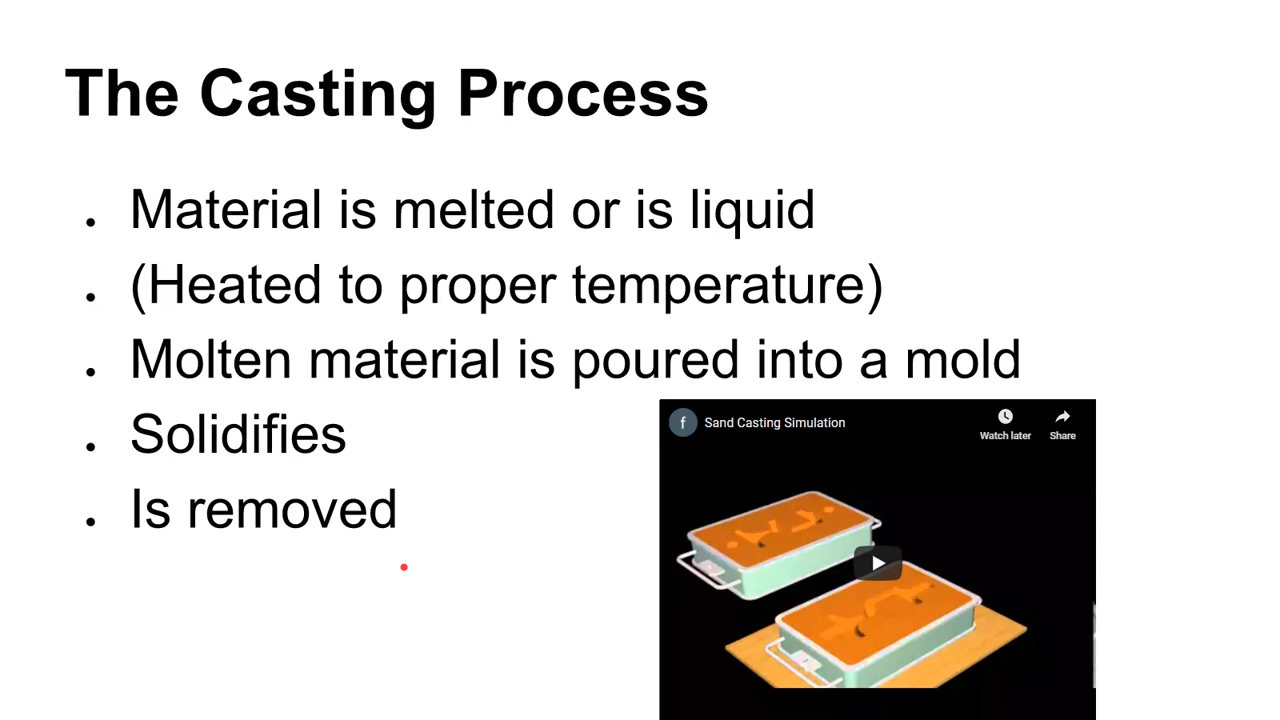 The Casting Process
Material is melted or is liquid
(Heated to proper temperature)
Molten material is poured into a mold
Solidifies
Is removed
f
Sand Casting Simulation
Watch later
Share